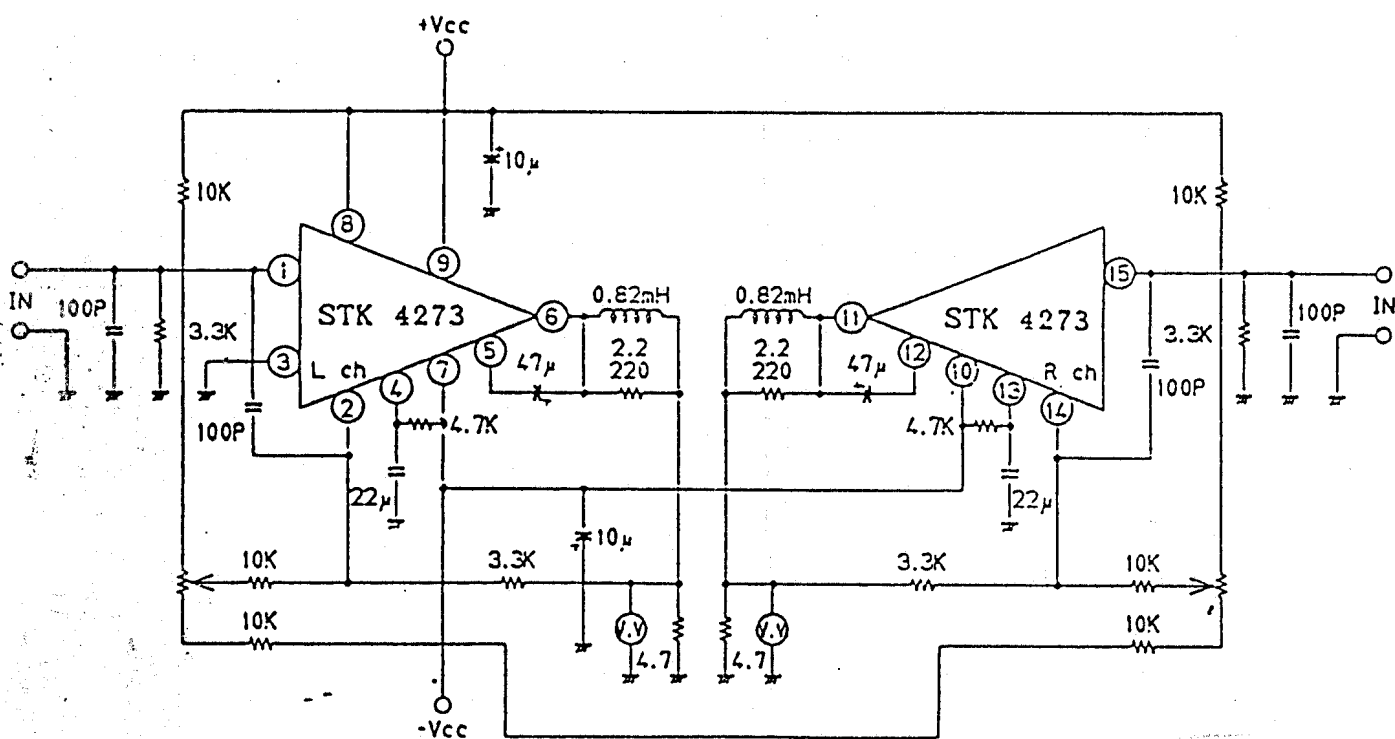 +Vcc
10μ
10K
10K
8
9
1
15
IN
IN
100P
3.3K
0.82mH
0.82mH
3.3K
100P
STK 4273
6
11
STK 4273
3
L ch
5
47μ
2.2
220
2.2
220
47μ
12
R ch
100P
2
4
7
10
13
14
100P
4.7K
4.7K
22μ
22μ
10μ
10K
3.3K
3.3K
10K
10K
V.V
V.V
10K
4.7
4.7
-Vcc